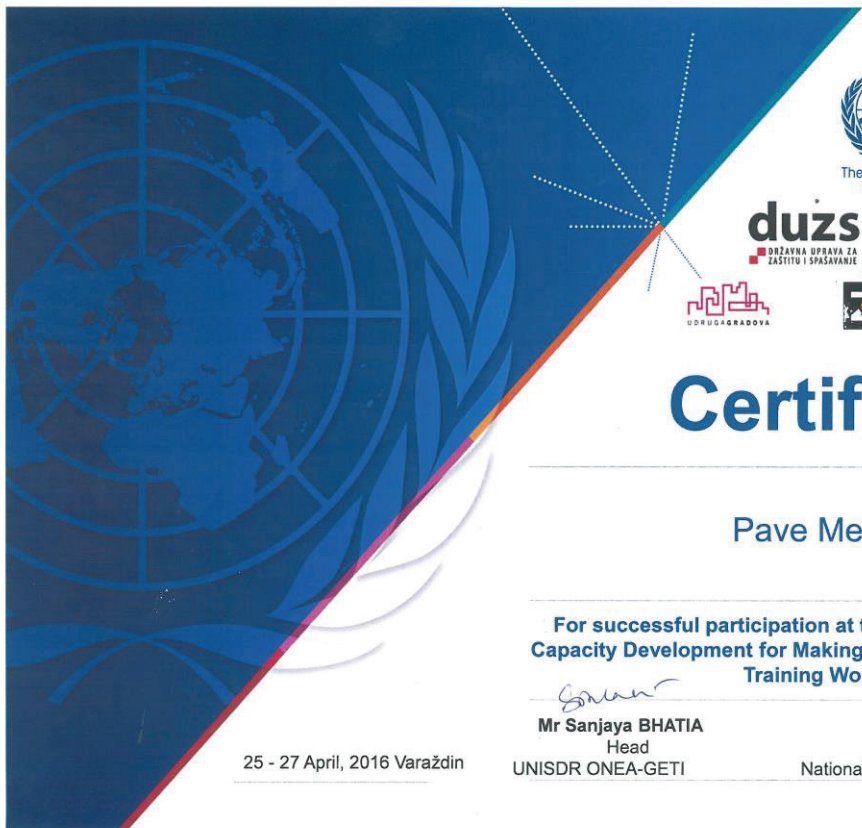 The
duzs
DRŽAVNA UPRAVA ZA
ZAŠTITU I SPAŠAVANJE
UDRUGAGRADOVA
Certif
Pave Me
For successful participation at t
Capacity Development for Making
Training Wo
Mr Sanjaya BHATIA
Head
UNISDR ONEA-GETI
Nationa
25 - 27 April, 2016 Varaždin